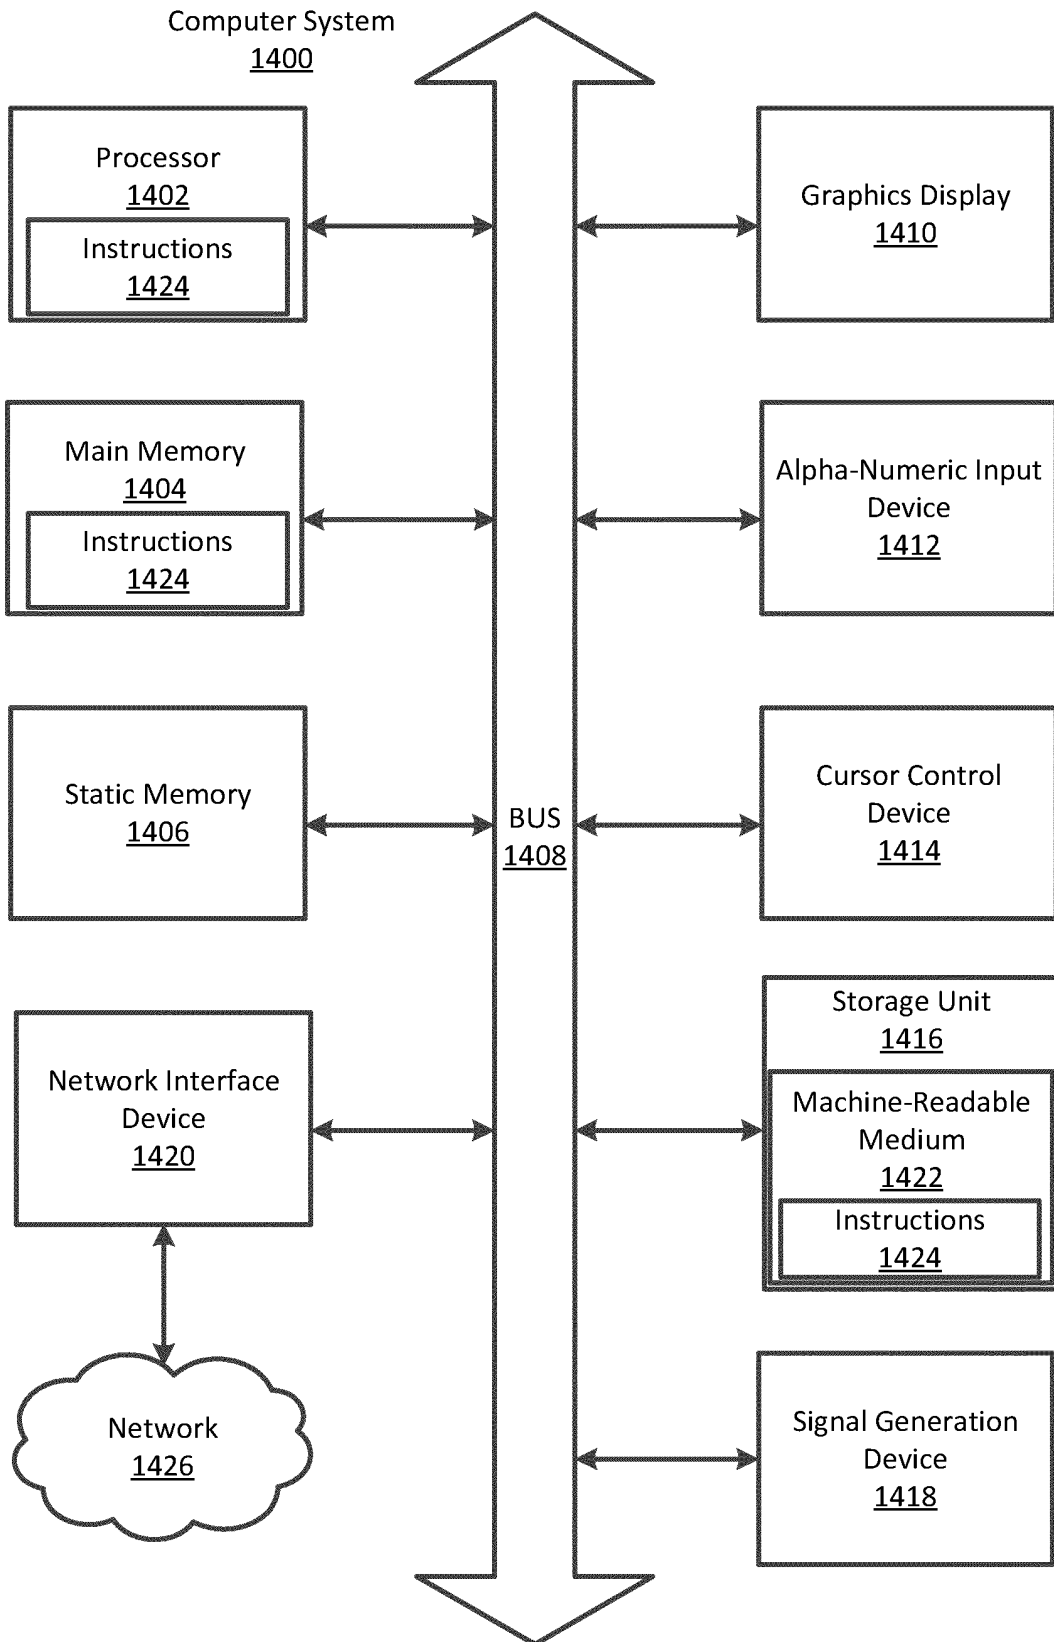 Computer System
1400
Processor
1402
Instructions
1424
Main Memory
1404
Instructions
1424
Static Memory
1406
Network Interface
Device
1420
Network
1426
BUS
1408
Graphics Display
1410
Alpha-Numeric Input
Device
1412
Cursor Control
Device
1414
Storage Unit
1416
Machine-Readable
Medium
1422
Instructions
1424
Signal Generation
Device
1418